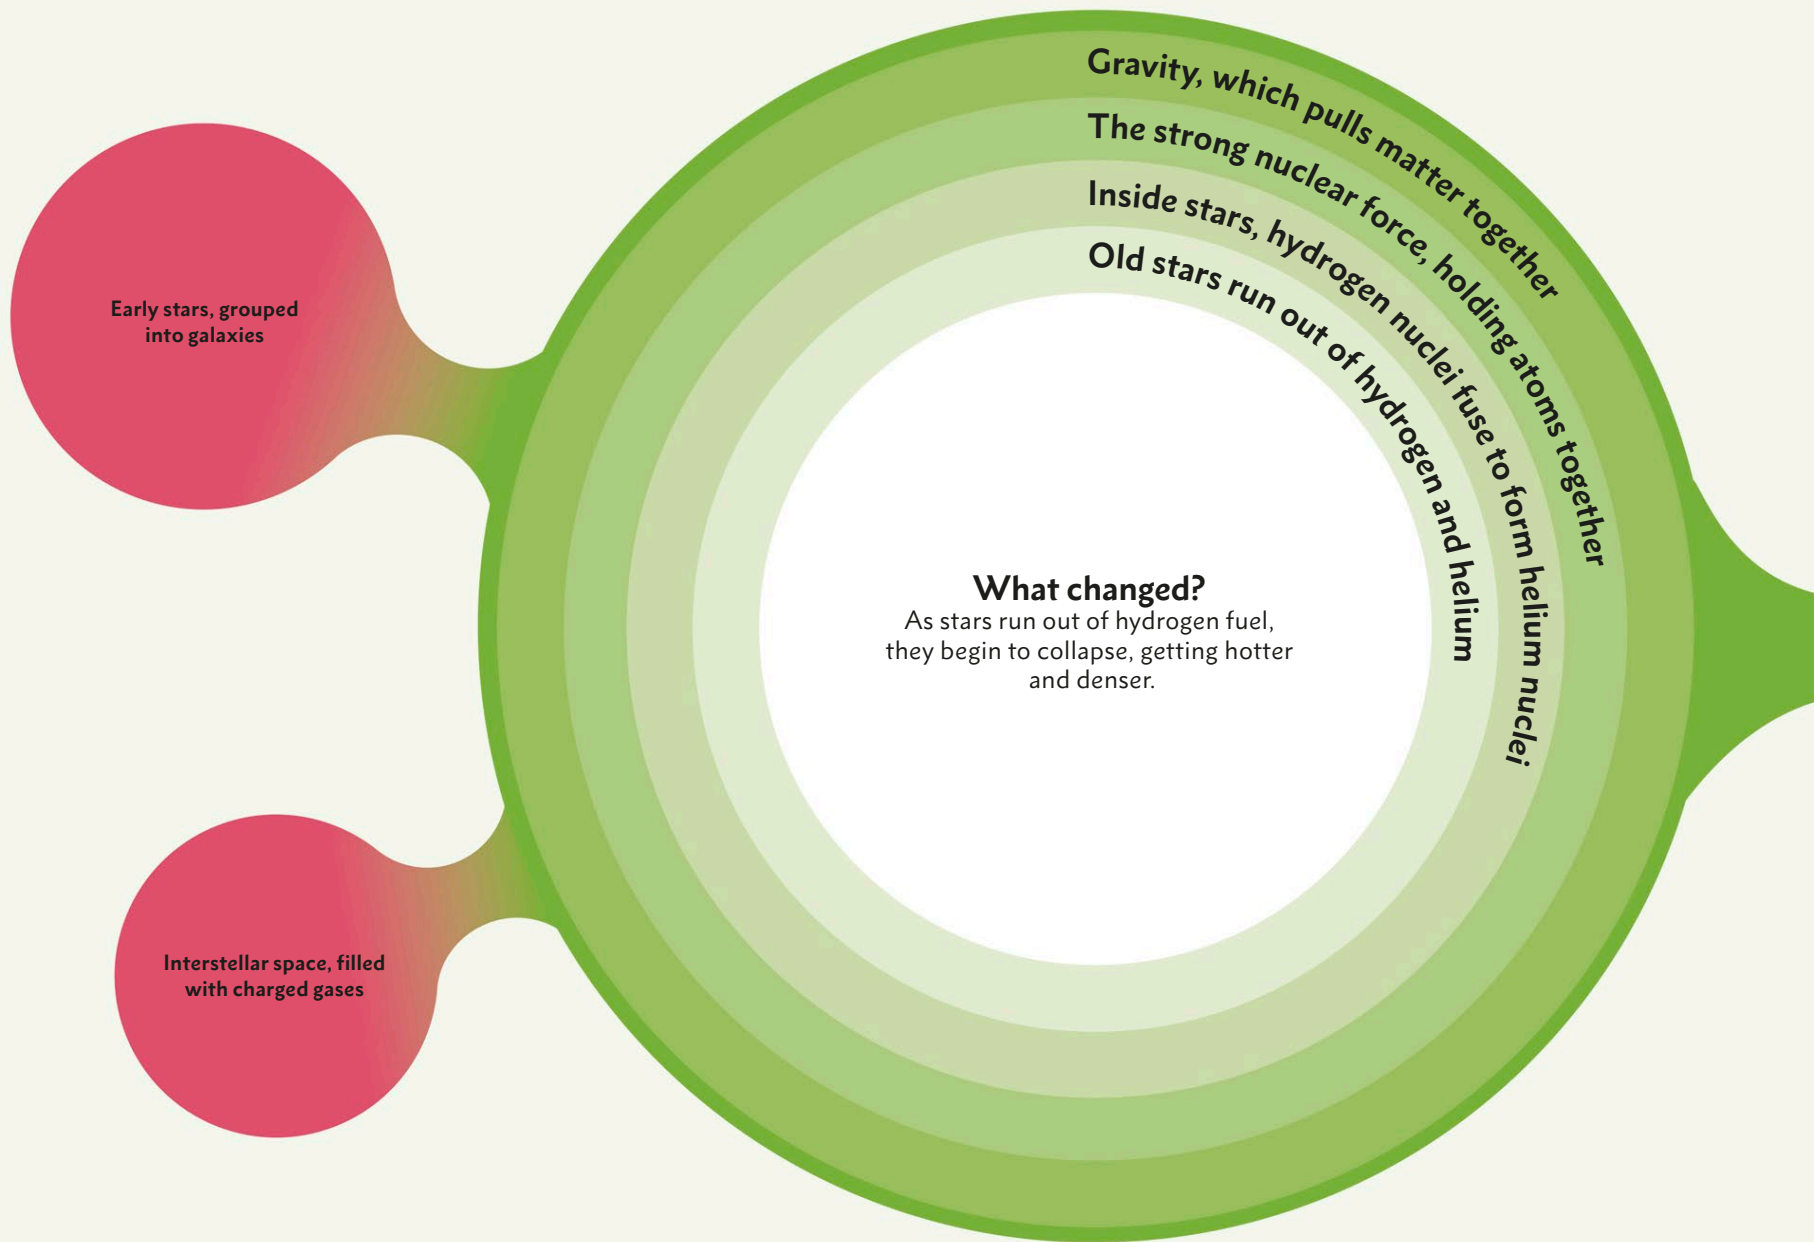 Early stars, grouped
into galaxies
Interstellar space, filled
with charged gases
Gravity, which pulls matter together
The strong nuclear force, holding atoms together
Inside stars, hydrogen nuclei fuse to form helium nuclei
Old stars run out of hydrogen and helium
What changed?
As stars run out of hydrogen fuel,
they begin to collapse, getting hotter
and denser.